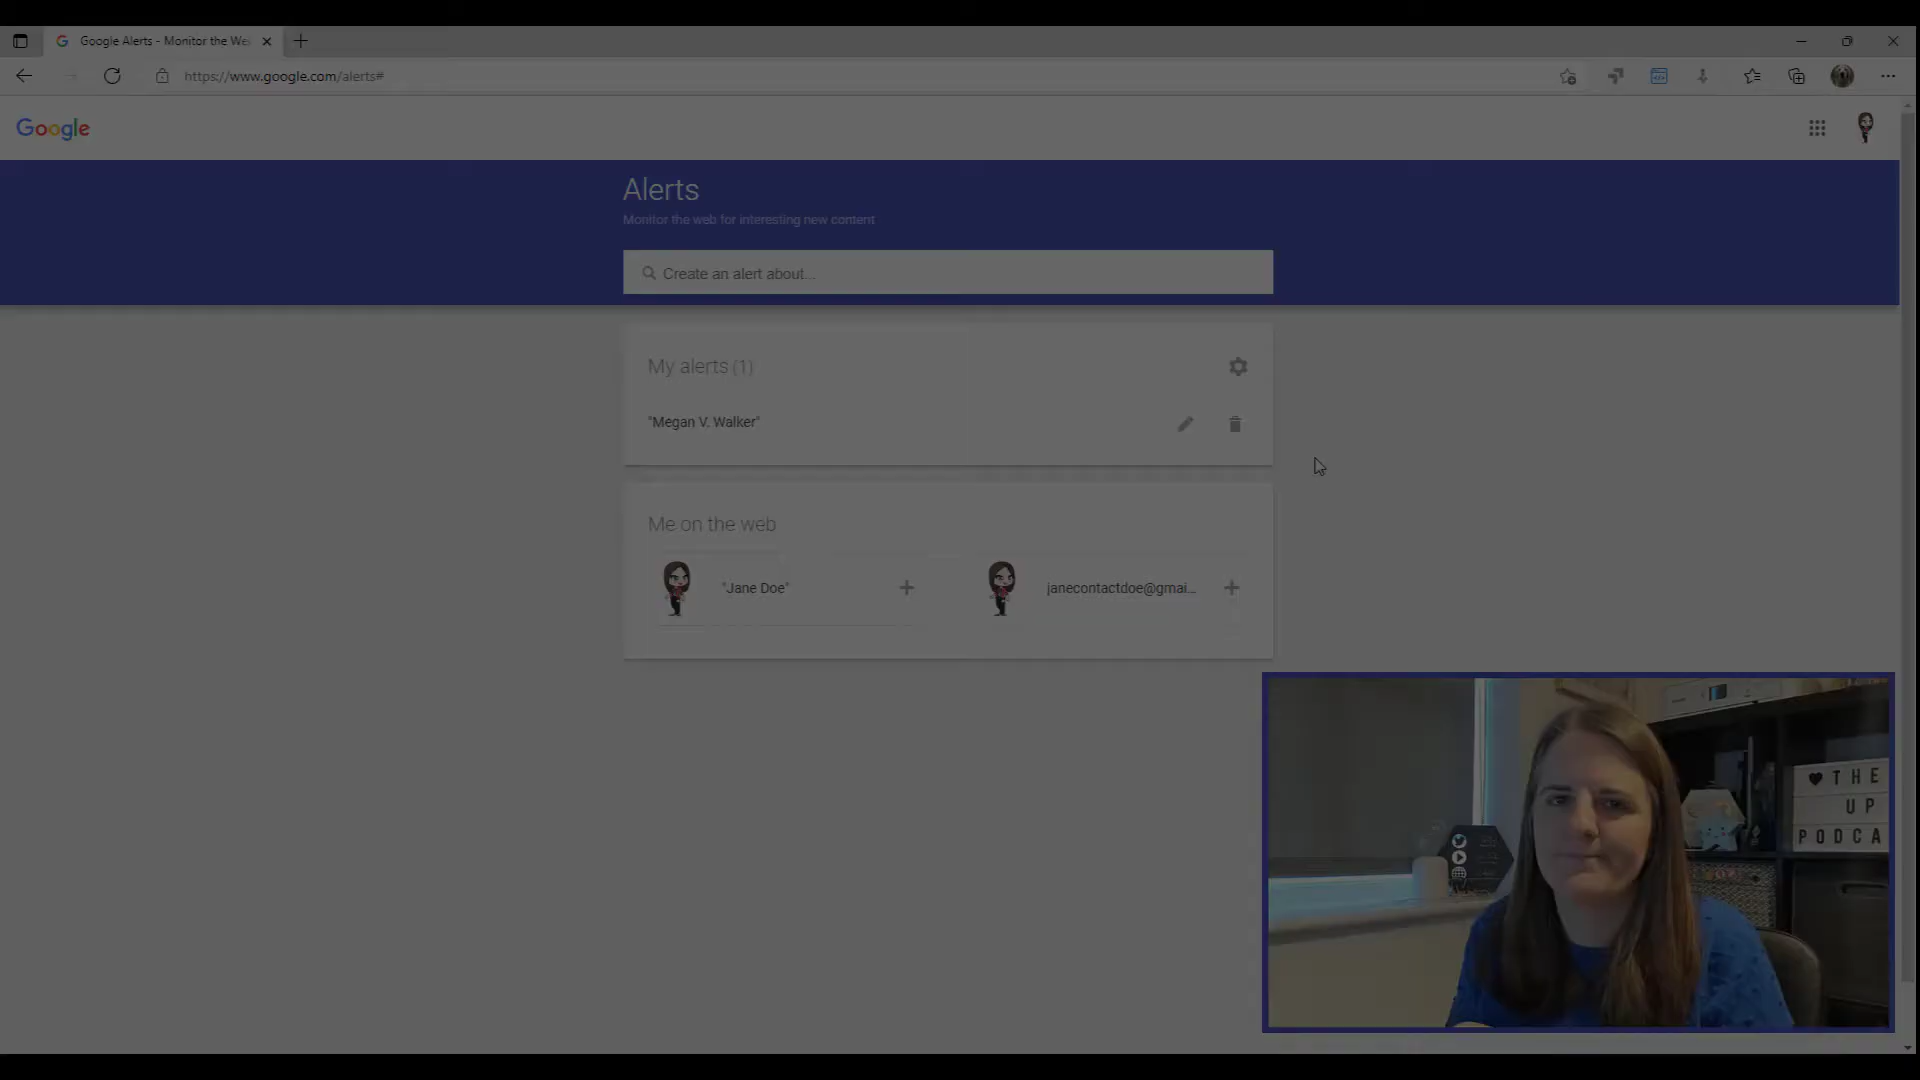 Google Alerts - Monitor the We
https://www.google.com/alerts#
Google
Alerts
Monitor the web for interesting new content
Create an alert about...
My alerts (1)
"Megan V. Walker"
Me on the web
"Jane Doe"
janecontactdoe@gmai...
THE
UP
PODCA